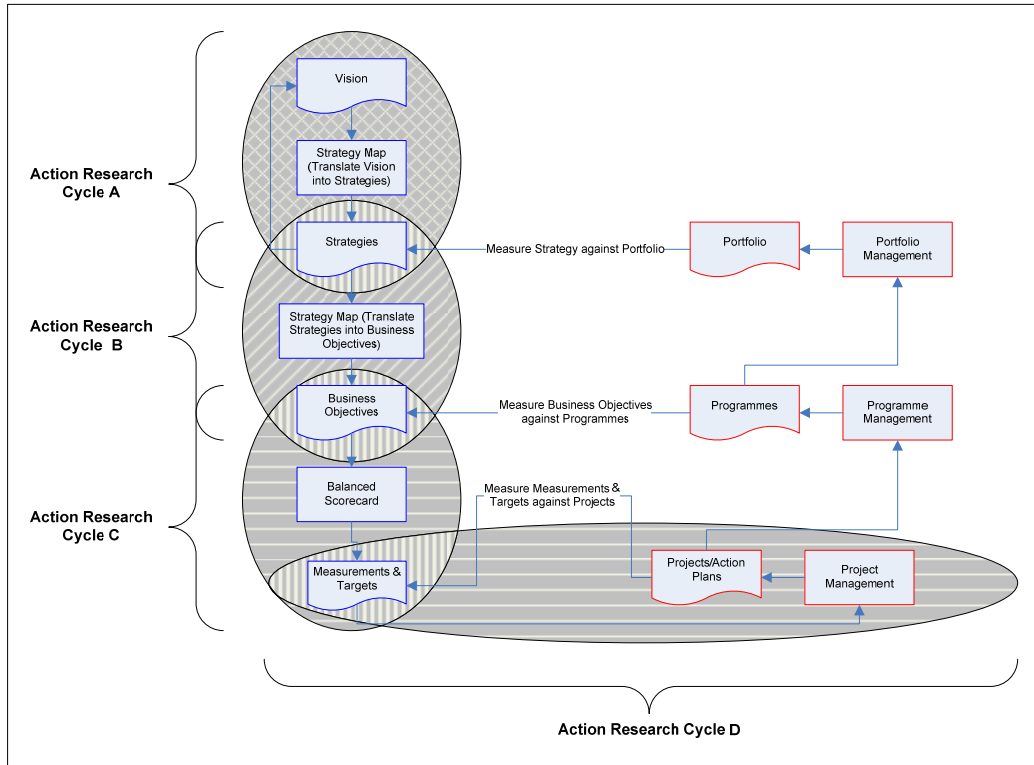 Vision
Strategy Map
(Translate Vision
into Strategies)
Action Research
Cycle A
Strategies
Measure Strategy against Portfolio
Portfolio
Portfolio
Management
Strategy Map (Translate
Strategies into Business
Objectives)
Action Research
Cycle B
Business
Objectives
Measure Business Objectives
against Programmes
Programmes
Programme
Management
Balanced
Scorecard
Measure Measurements &
Targets against Projects
Action Research
Cycle C
Measurements &
Targets
Projects/Action
Plans
Project
Management
Action Research Cycle D